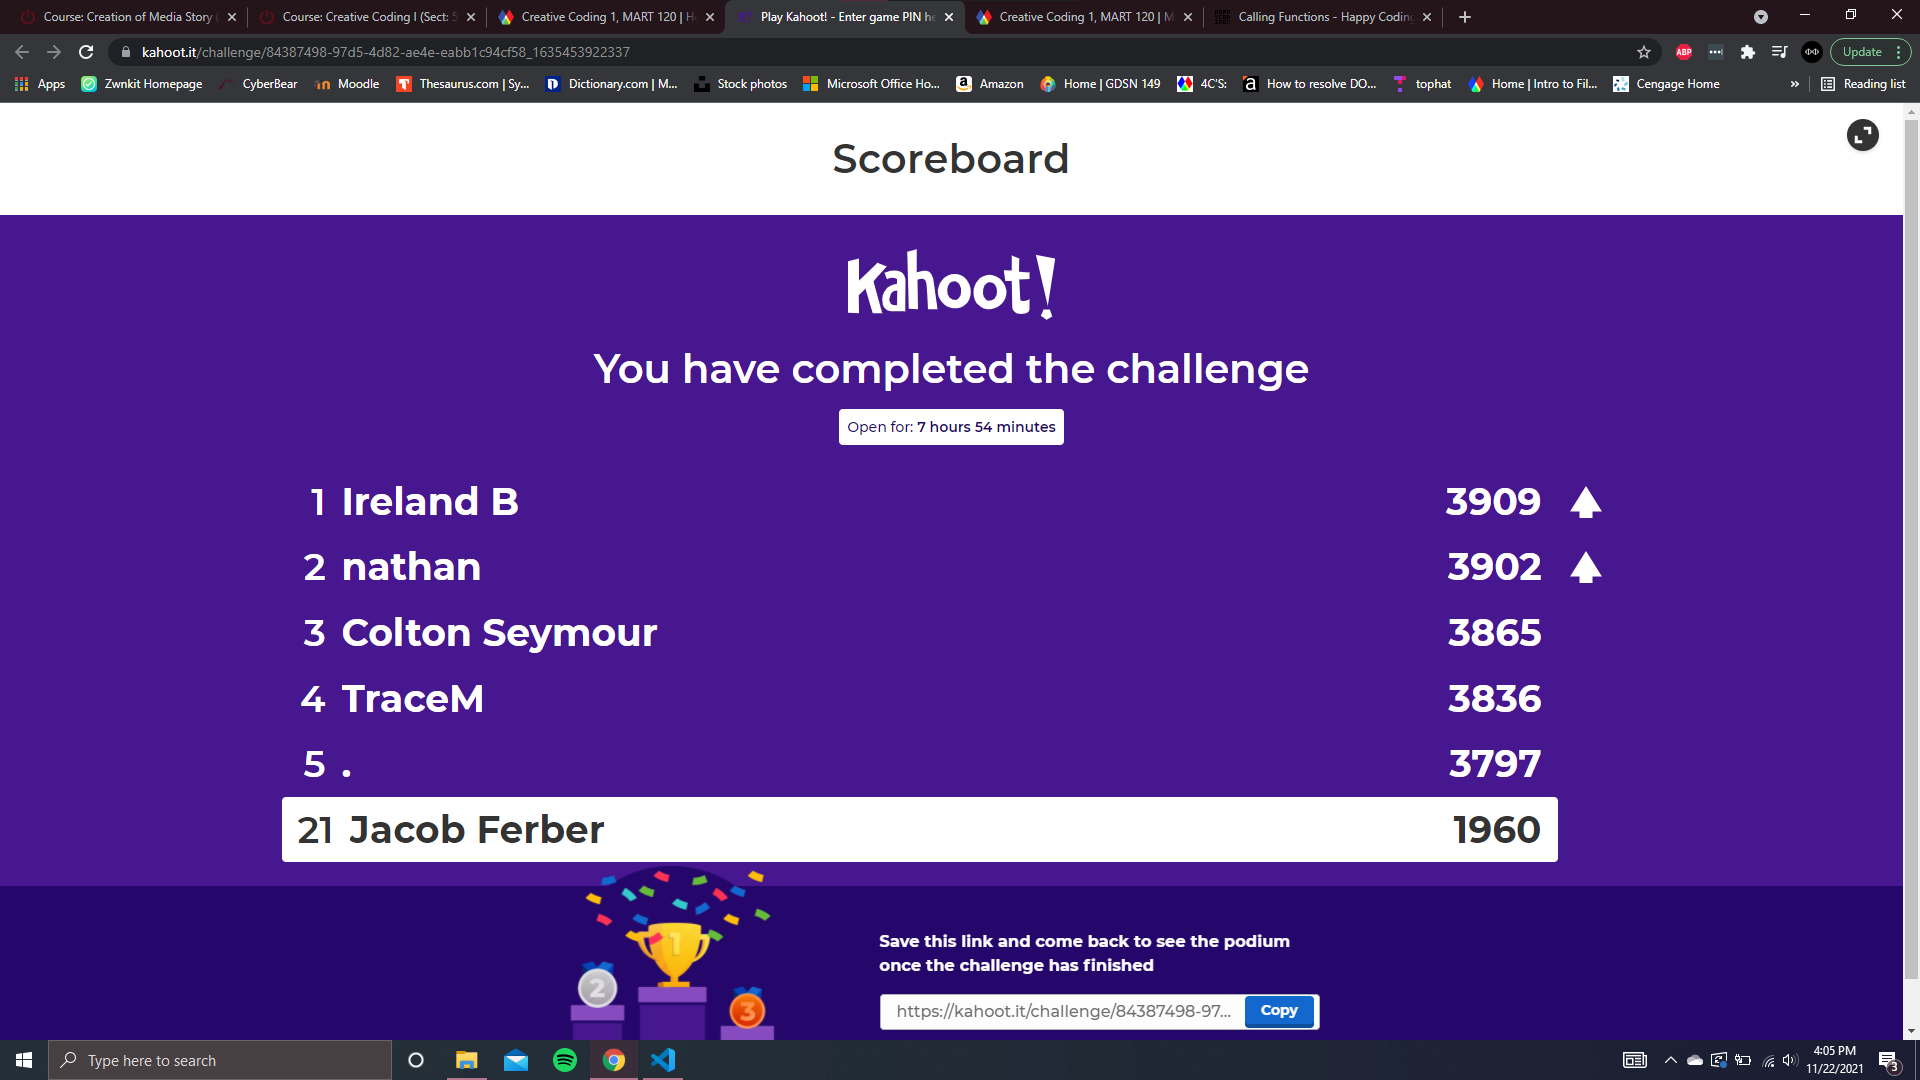 Course: Creation of Media Story
Course: Creative Coding I (Sect: 5
Creative Coding 1, MART 120 | H
Play Kahoot! - Enter game PIN he
Creative Coding 1, MART 120 | M
Calling Functions - Happy Coding
kahoot.it/challenge/84387498-97d5-4d82-ae4e-eabb1c94cf58_1635453922337
ABP
Update
Apps
Zwnkit Homepage
CyberBear
Moodle
Thesaurus.com | Sy...
Dictionary.com | M...
Stock photos
Microsoft Office Ho...
Amazon
Home | GDSN 149
4C'S:
How to resolve DO...
tophat
Home | Intro to Fil...
Cengage Home
»
Reading list
Scoreboard
Kahoot!
You have completed the challenge
Open for: 7 hours 54 minutes
1 Ireland B 3909
2 nathan 3902
3 Colton Seymour 3865
4 TraceM 3836
5 . 3797
21 Jacob Ferber 1960
1
2
3
Save this link and come back to see the podium
once the challenge has finished
https://kahoot.it/challenge/84387498-97... Copy
Type here to search
4:05 PM
11/22/2021
3